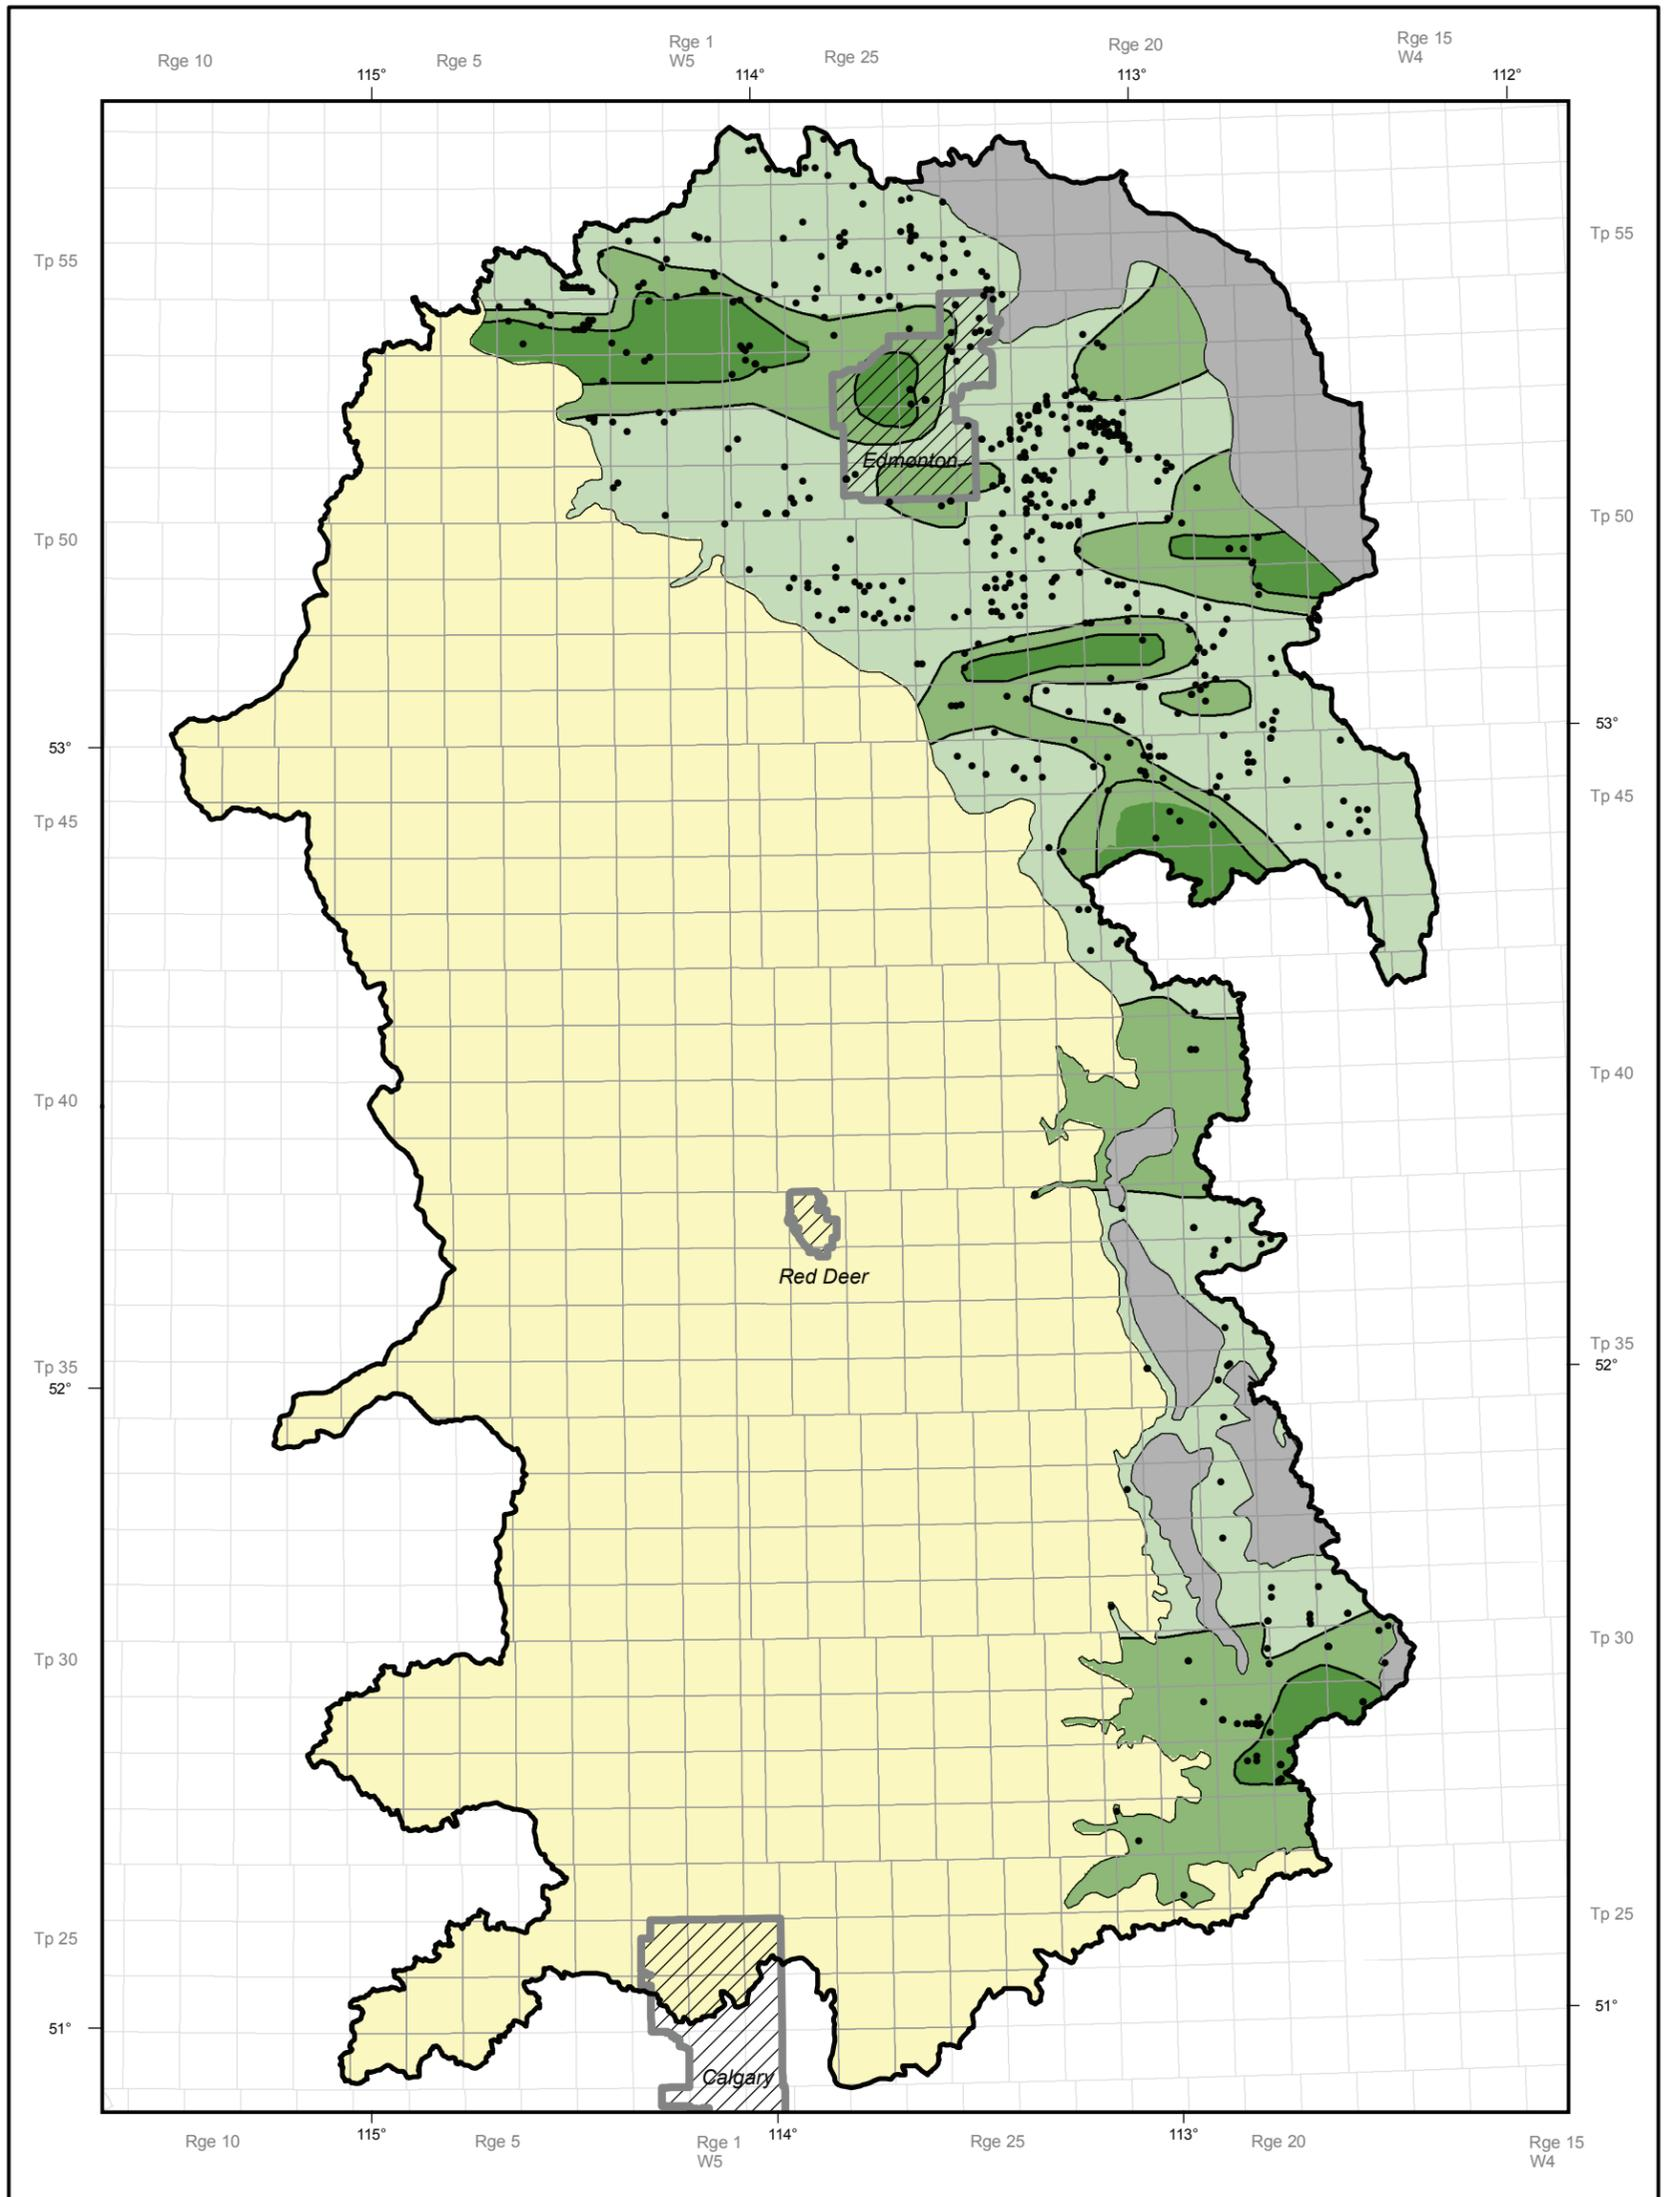 Rge 10
Rge 5
Rge 1
W5
Rge 25
Rge 20
Rge 15
W4
115°
114°
113°
112°
Tp 55
Tp 55
Edmonton
Tp 50
Tp 50
53°
53°
Tp 45
Tp 45
Tp 40
Tp 40
Red Deer
Tp 35
Tp 35
52°
52°
Tp 30
Tp 30
Tp 25
Tp 25
51°
51°
Calgary
115°
114°
113°
Rge 10
Rge 5
Rge 1
W5
Rge 25
Rge 20
Rge 15
W4